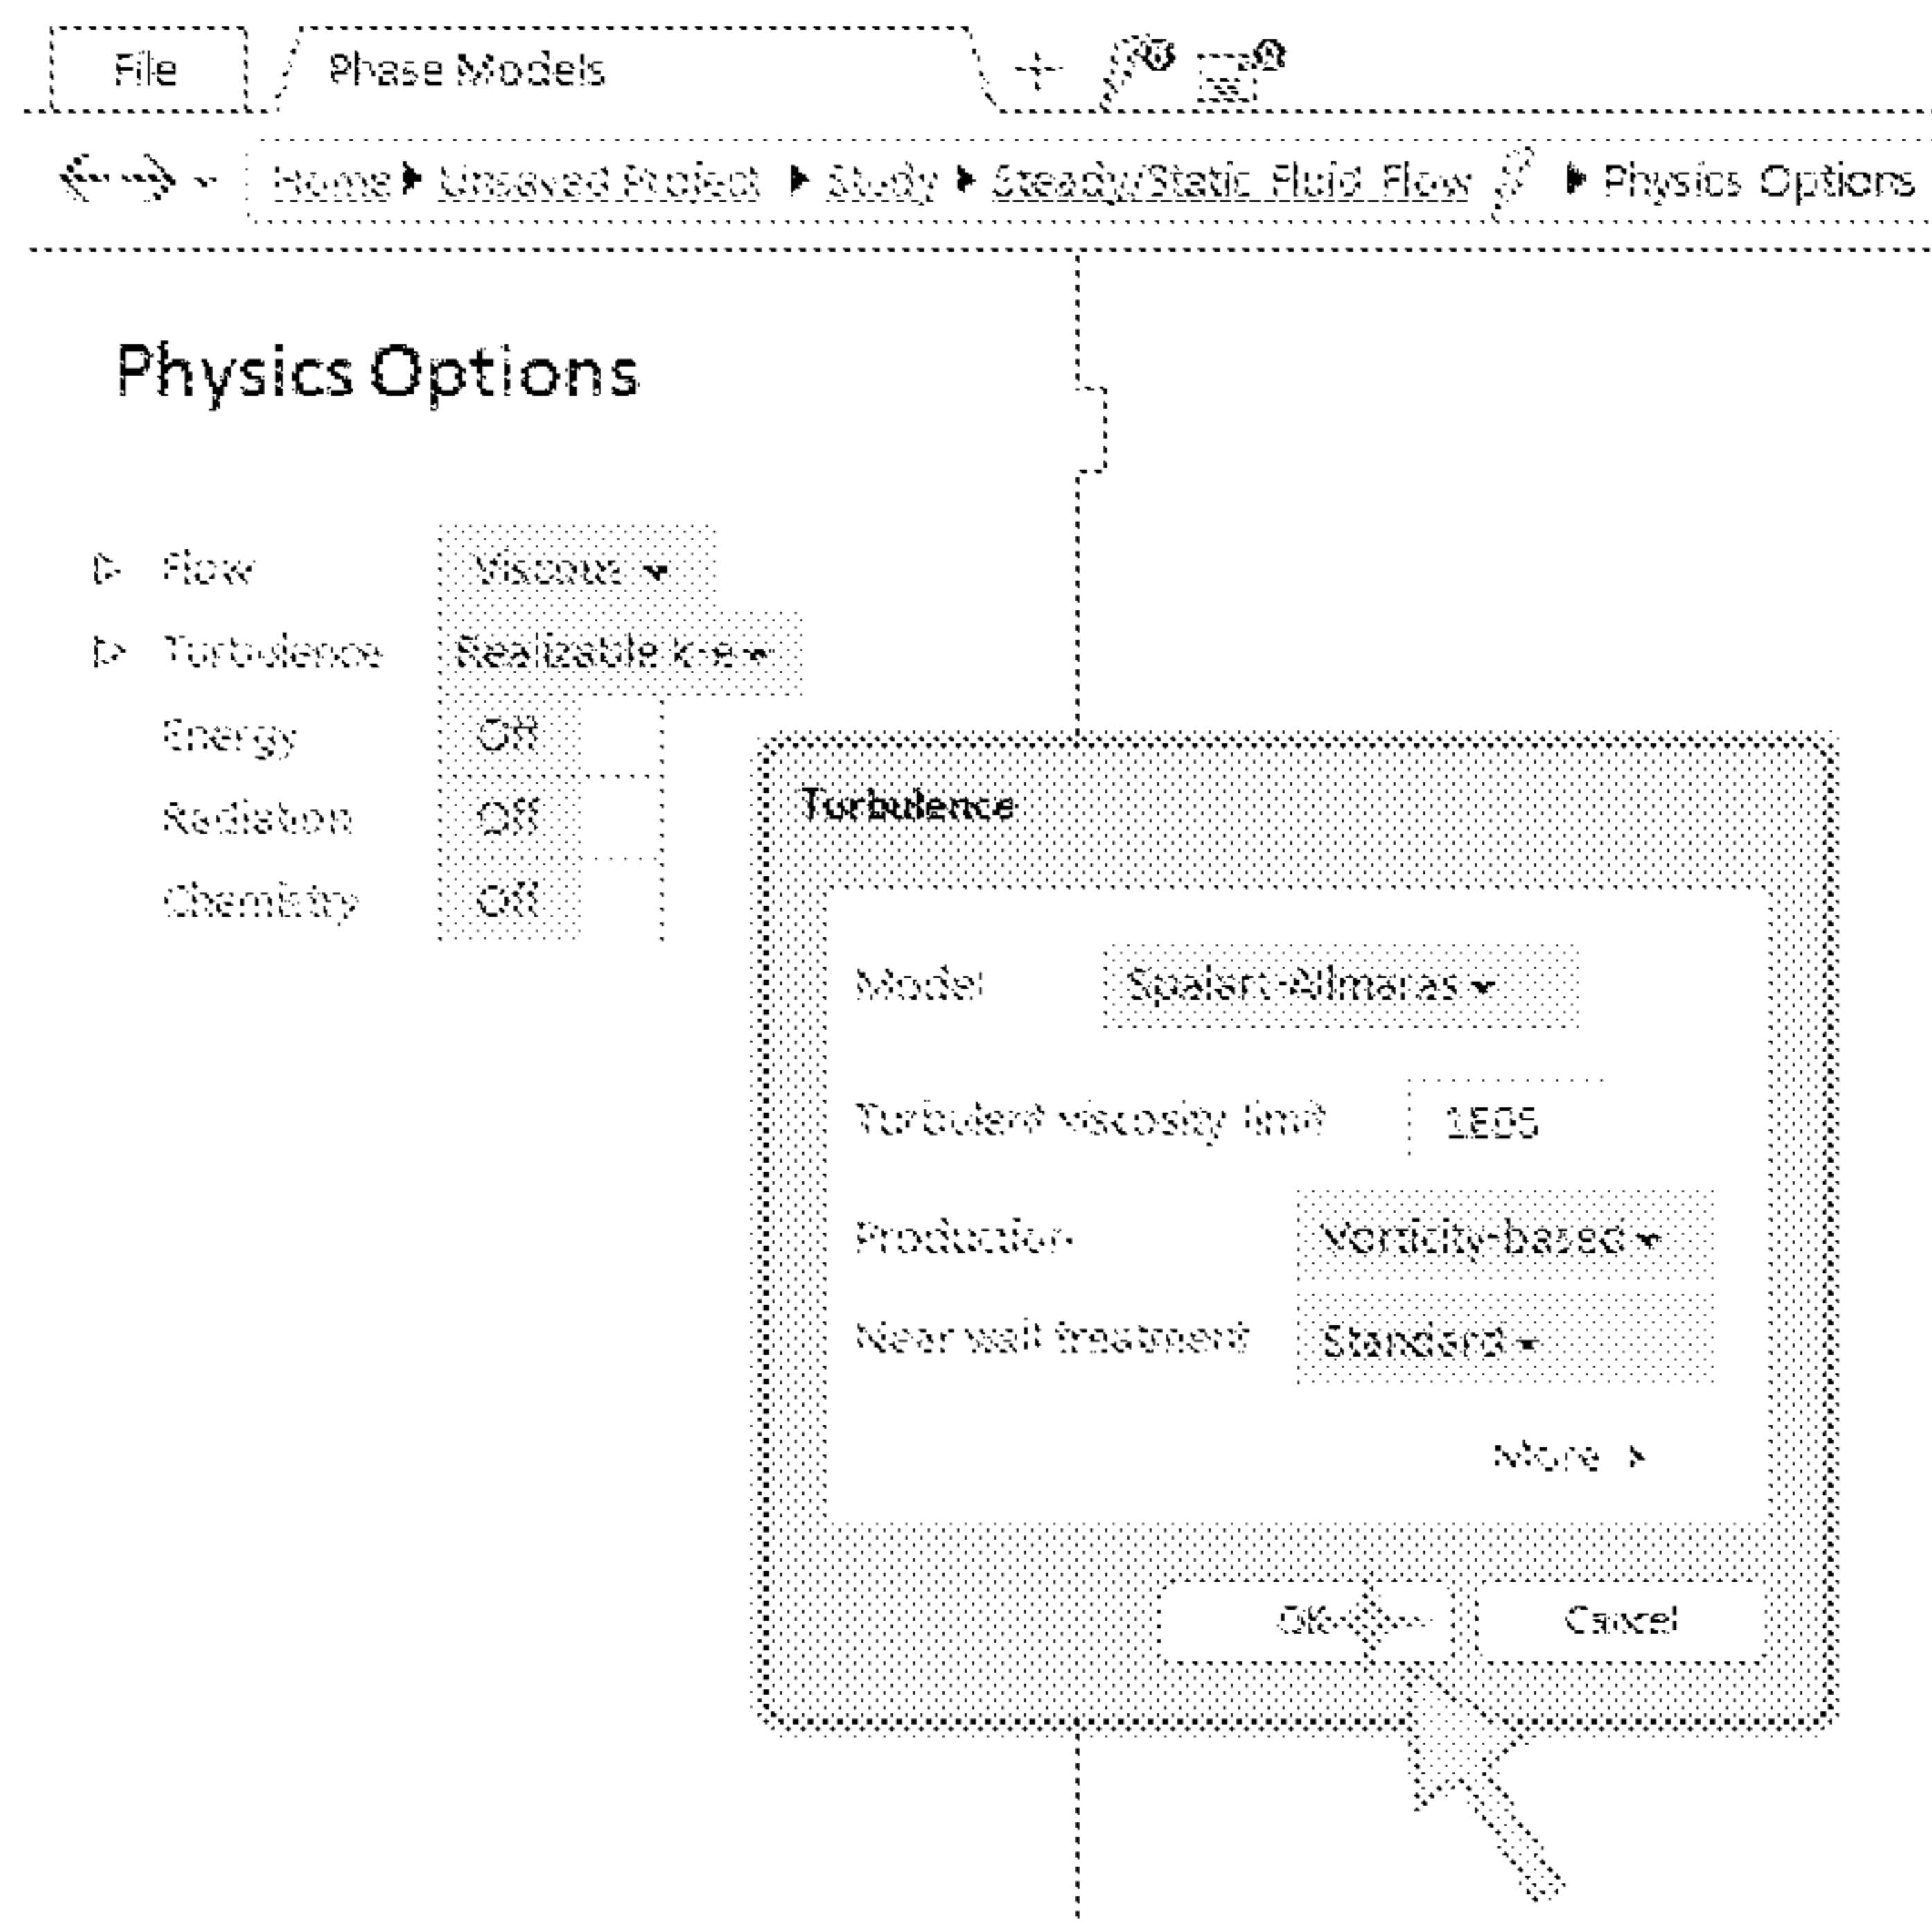 File Phase Models
Home Unsaved Project Study Steady/Static Fluid Flow Physics Options
Physics Options
Flow Viscous
Turbulence Realizable k-e
Energy Off
Radiation Off
Chemistry Off
Turbulence
Model Spalart-Allmaras
Turbulent viscosity limit 1E05
Production Vorticity-based
Near wall treatment Standard
More
OK Cancel